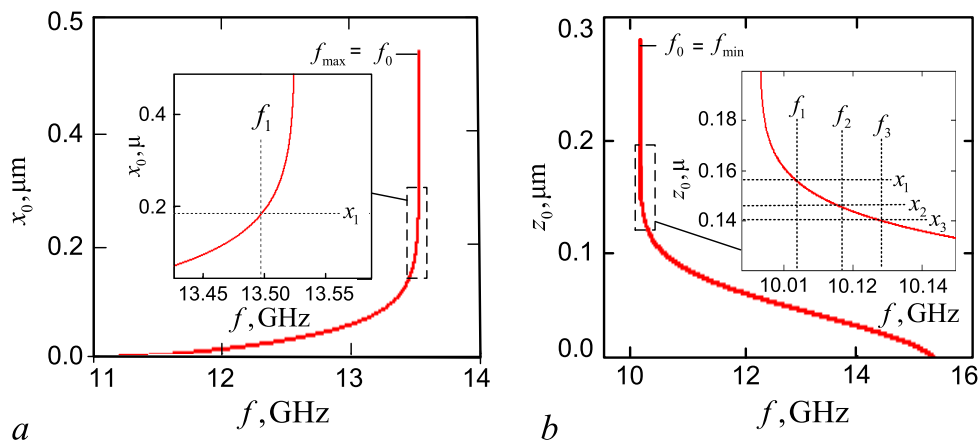 0.5
0.4
0.2
0.2
0.0
x₀, μm
11
12
13
14
f, GHz
a
fmax = f₀
0.4
0.2
x₀, μ
f₁
x₁
13.45 13.50 13.55
f, GHz
0.3
0.2
0.1
0.0
z₀, μm
10
12
14
16
f, GHz
b
f₀ = fmin
0.18
0.16
0.14
z₀, μ
f₁
f₂
f₃
x₁
x₂
x₃
10.01 10.12 10.14
f, GHz